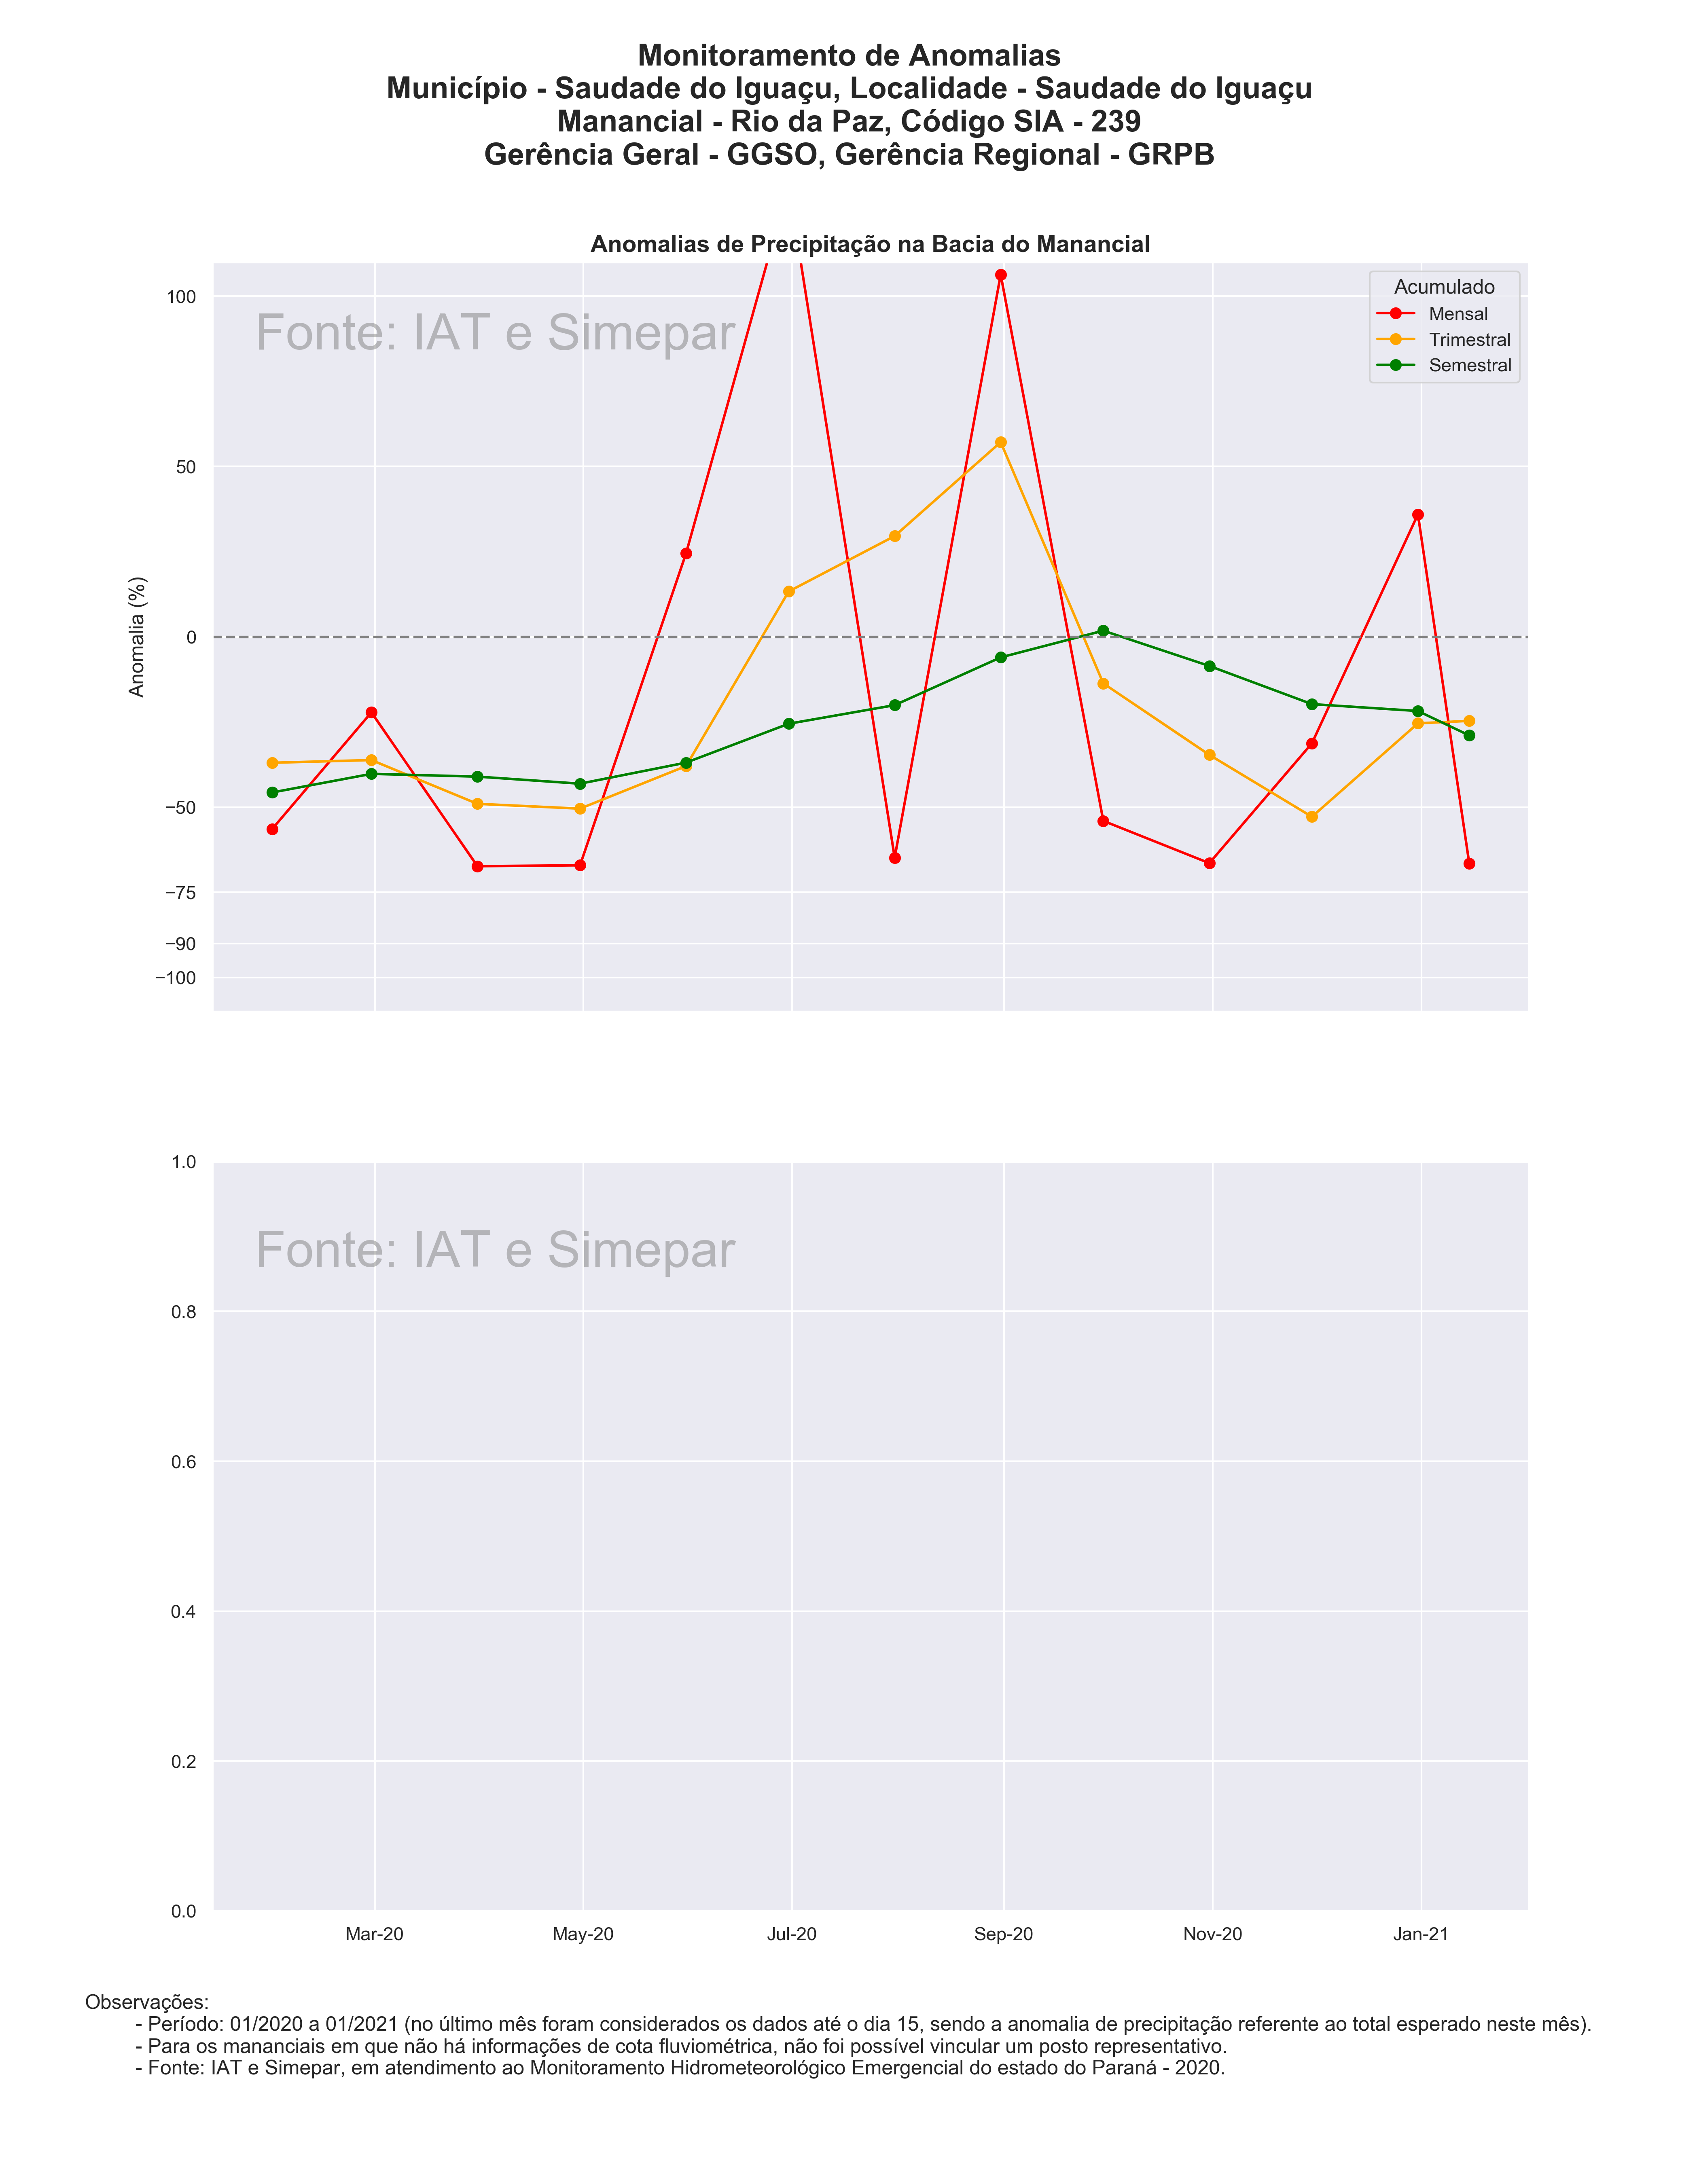 Monitoramento de Anomalias
Município - Saudade do Iguaçu, Localidade - Saudade do Iguaçu
Manancial - Rio da Paz, Código SIA - 239
Gerência Geral - GGSO, Gerência Regional - GRPB
Anomalias de Precipitação na Bacia do Manancial
Fonte: IAT e Simepar
Acumulado
Mensal
Trimestral
Semestral
Anomalia (%)
100
50
0
−50
−75
−90
−100
Fonte: IAT e Simepar
1.0
0.8
0.6
0.4
0.2
0.0
Mar-20 May-20 Jul-20 Sep-20 Nov-20 Jan-21
Observações:
- Período: 01/2020 a 01/2021 (no último mês foram considerados os dados até o dia 15, sendo a anomalia de precipitação referente ao total esperado neste mês).
- Para os mananciais em que não há informações de cota fluviométrica, não foi possível vincular um posto representativo.
- Fonte: IAT e Simepar, em atendimento ao Monitoramento Hidrometeorológico Emergencial do estado do Paraná - 2020.